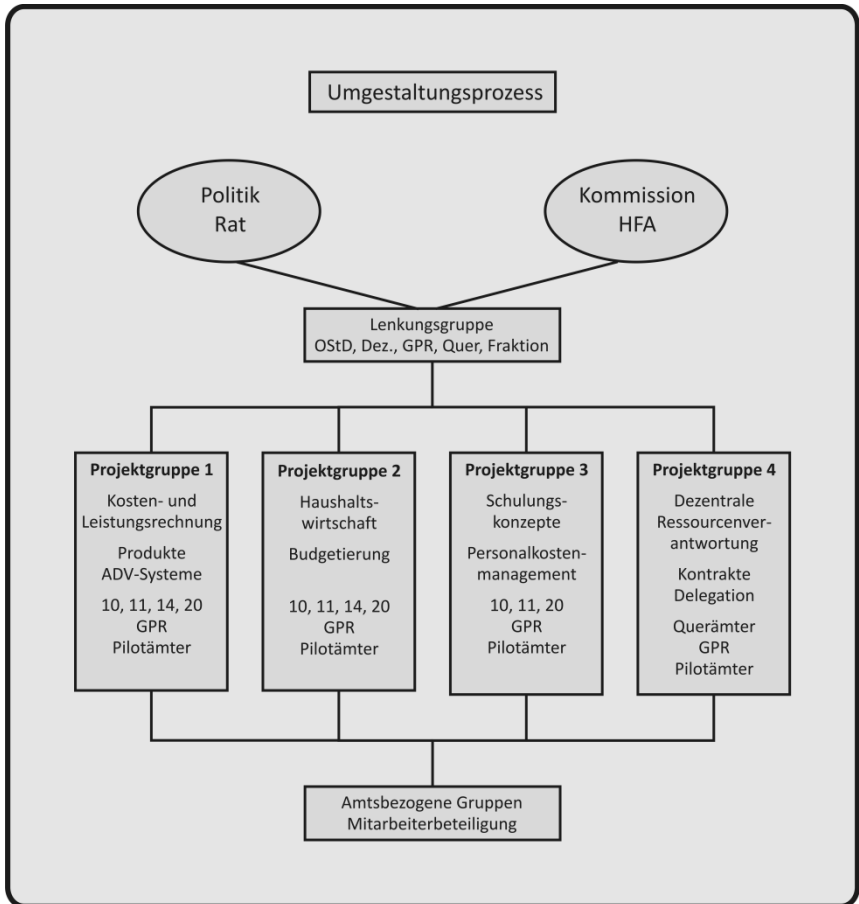 Umgestaltungsprozess
Politik
Rat
Kommission
HFA
Lenkungsgruppe
OStD, Dez., GPR, Quer, Fraktion
Projektgruppe 1
Kosten- und
Leistungsrechnung
Produkte
ADV-Systeme
10, 11, 14, 20
GPR
Pilotämter
Projektgruppe 2
Haushalts-
wirtschaft
Budgetierung
10, 11, 14, 20
GPR
Pilotämter
Projektgruppe 3
Schulungs-
konzepte
Personalkosten-
management
10, 11, 20
GPR
Pilotämter
Projektgruppe 4
Dezentrale
Ressourcenver-
antwortung
Kontrakte
Delegation
Querämter
GPR
Pilotämter
Amtsbezogene Gruppen
Mitarbeiterbeteiligung